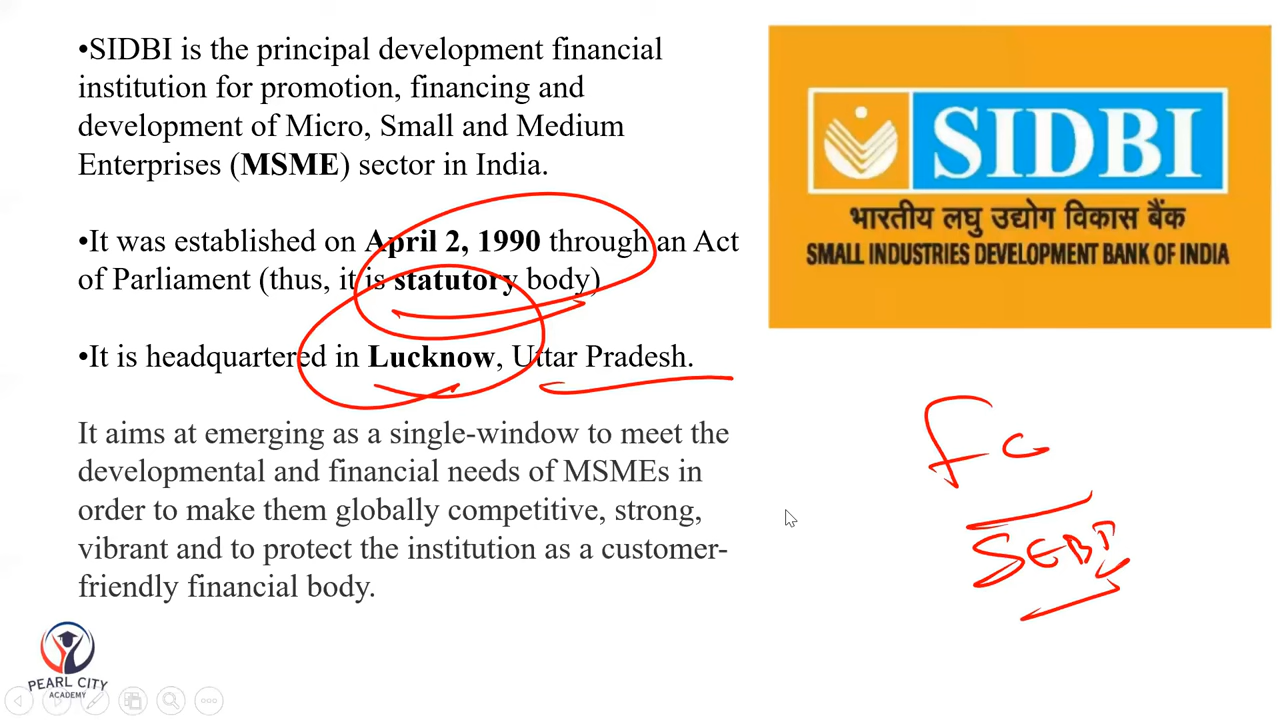 •SIDBI is the principal development financial
institution for promotion, financing and
development of Micro, Small and Medium
Enterprises (MSME) sector in India.
•It was established on April 2, 1990 through an Act
of Parliament (thus, it is statutory body)
•It is headquartered in Lucknow, Uttar Pradesh.
It aims at emerging as a single-window to meet the
developmental and financial needs of MSMEs in
order to make them globally competitive, strong,
vibrant and to protect the institution as a customer-
friendly financial body.
SIDBI
भारतीय लघु उद्योग विकास बैंक
SMALL INDUSTRIES DEVELOPMENT BANK OF INDIA
SEBI
PEARL CITY
ACADEMY